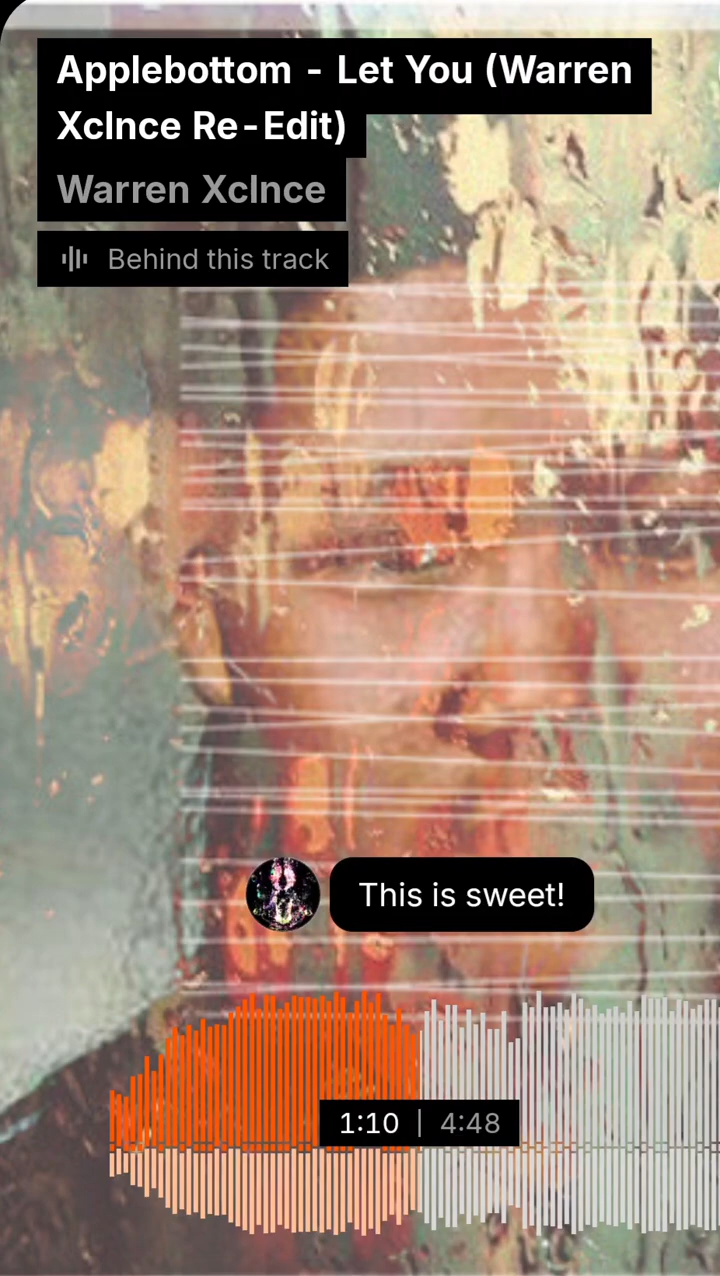 Applebottom - Let You (Warren
Xclnce Re-Edit)
Warren Xclnce
Behind this track
This is sweet!
1:10 | 4:48